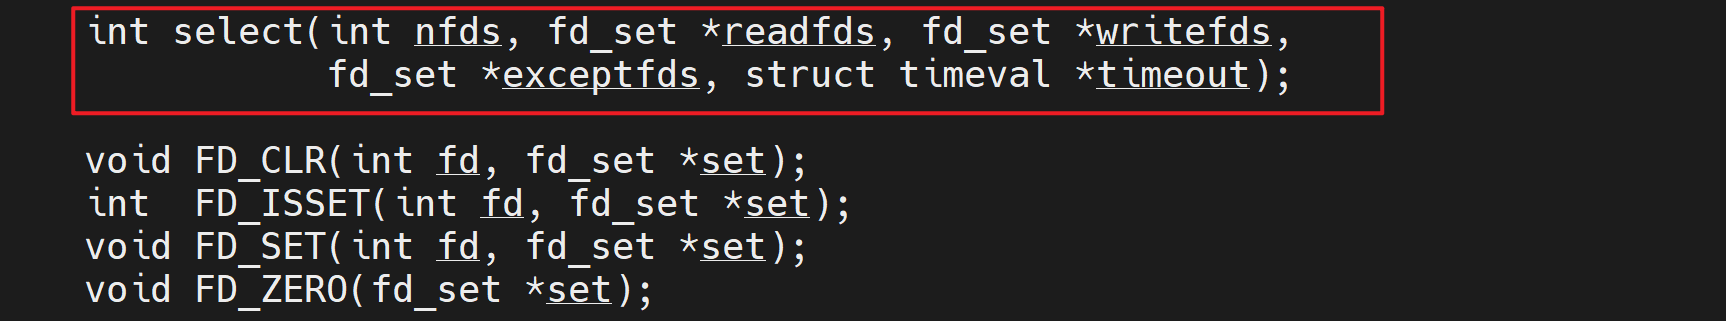 int select(int nfds, fd_set *readfds, fd_set *writefds,
           fd_set *exceptfds, struct timeval *timeout);
void FD_CLR(int fd, fd_set *set);
int  FD_ISSET(int fd, fd_set *set);
void FD_SET(int fd, fd_set *set);
void FD_ZERO(fd_set *set);